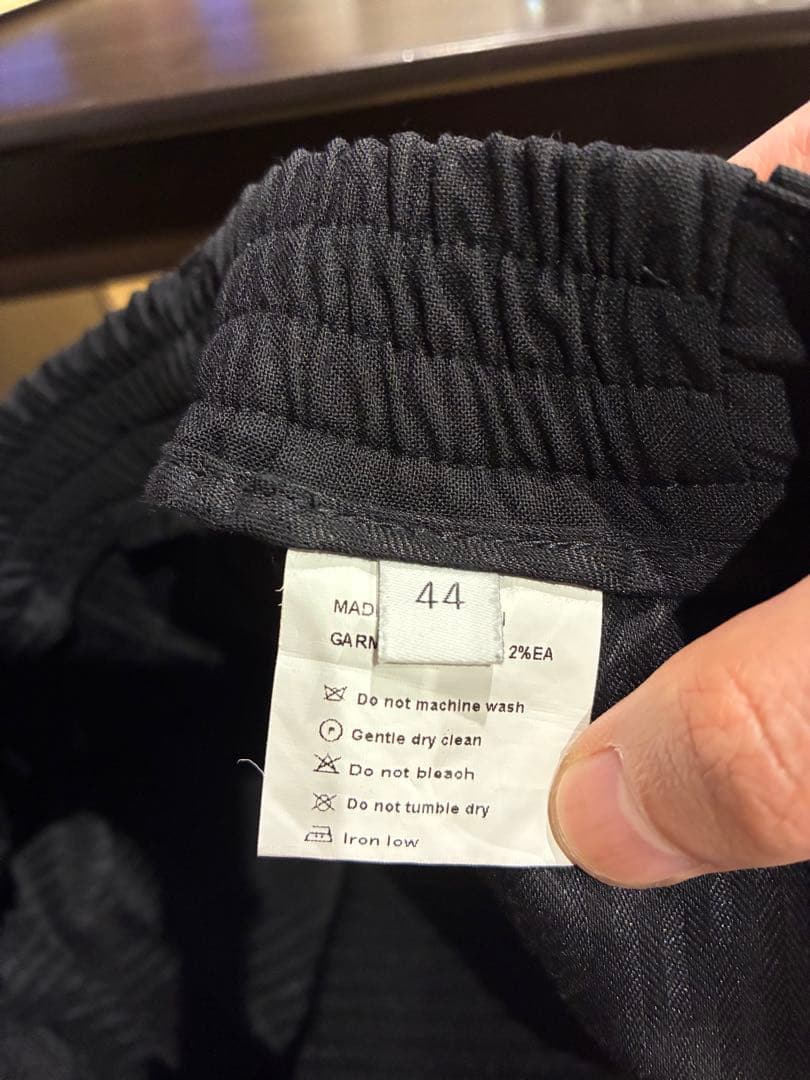 44
MAD
GARM 2%EA
Do not machine wash
P Gentle dry clean
Do not bleach
Do not tumble dry
Iron low